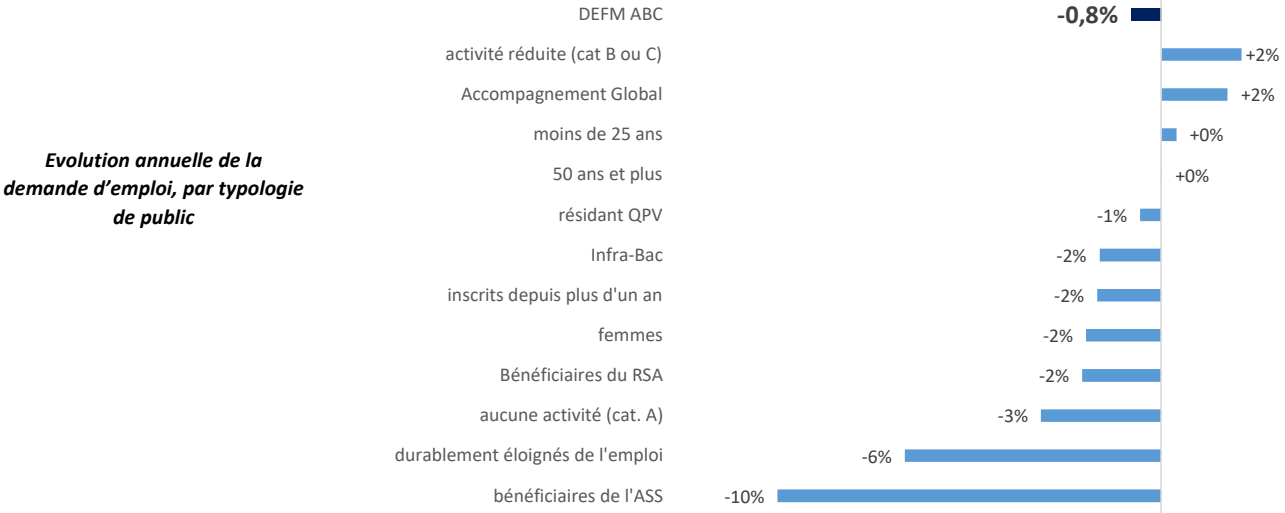 Evolution annuelle de la
demande d’emploi, par typologie
de public
DEFM ABC -0,8%
activité réduite (cat B ou C) +2%
Accompagnement Global +2%
moins de 25 ans +0%
50 ans et plus +0%
résidant QPV -1%
Infra-Bac -2%
inscrits depuis plus d'un an -2%
femmes -2%
Bénéficiaires du RSA -2%
aucune activité (cat. A) -3%
durablement éloignés de l'emploi -6%
bénéficiaires de l'ASS -10%